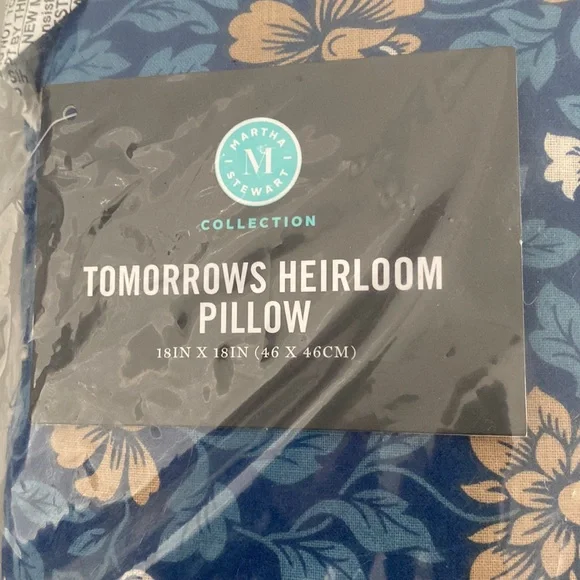 MARTHA
M
STEWART
COLLECTION
TOMORROWS HEIRLOOM
PILLOW
18IN X 18IN (46 X 46CM)